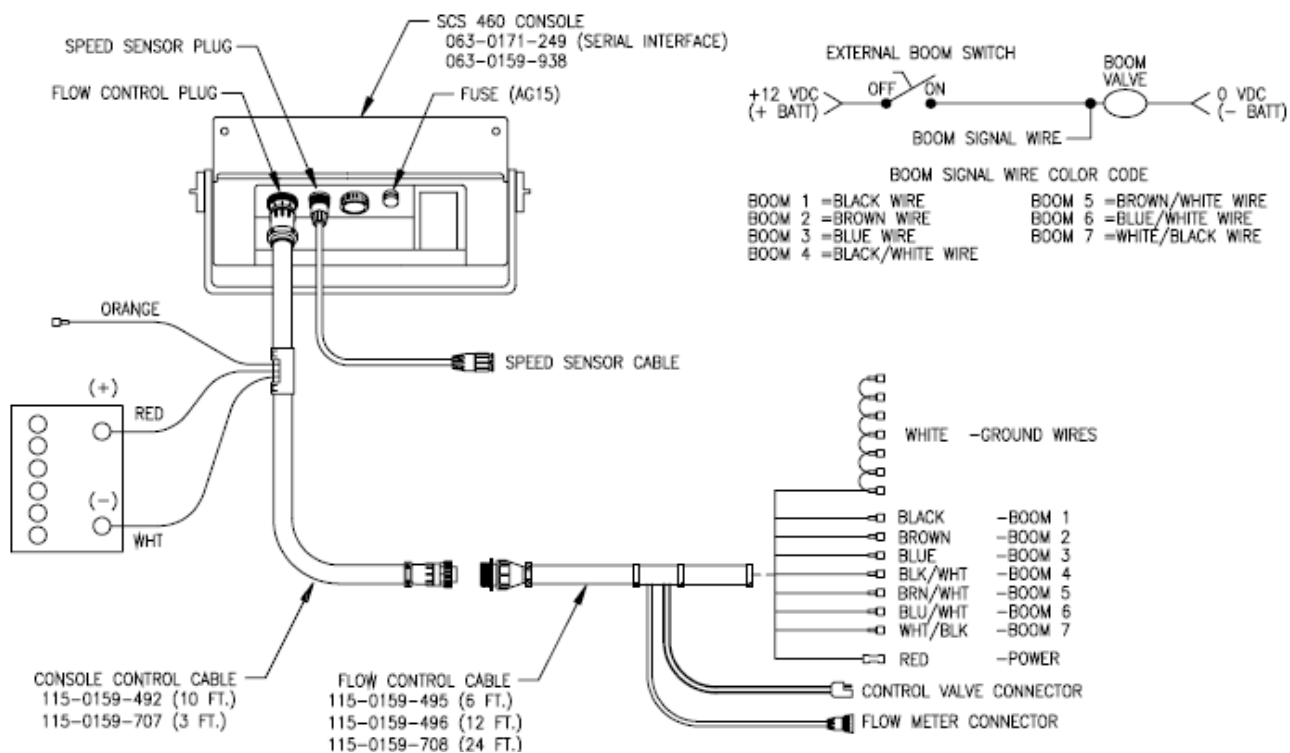 SCS 460 CONSOLE
063-0171-249 (SERIAL INTERFACE)
063-0159-938
SPEED SENSOR PLUG
FLOW CONTROL PLUG
FUSE (AG15)
EXTERNAL BOOM SWITCH
BOOM
VALVE
OFF ON
+12 VDC
(+ BATT)
0 VDC
(- BATT)
BOOM SIGNAL WIRE
BOOM SIGNAL WIRE COLOR CODE
BOOM 1 =BLACK WIRE
BOOM 2 =BROWN WIRE
BOOM 3 =BLUE WIRE
BOOM 4 =BLACK/WHITE WIRE
BOOM 5 =BROWN/WHITE WIRE
BOOM 6 =BLUE/WHITE WIRE
BOOM 7 =WHITE/BLACK WIRE
ORANGE
SPEED SENSOR CABLE
(+)
RED
(-)
WHT
WHITE -GROUND WIRES
BLACK -BOOM 1
BROWN -BOOM 2
BLUE -BOOM 3
BLK/WHT -BOOM 4
BRN/WHT -BOOM 5
BLU/WHT -BOOM 6
WHT/BLK -BOOM 7
RED -POWER
CONTROL VALVE CONNECTOR
FLOW METER CONNECTOR
CONSOLE CONTROL CABLE
115-0159-492 (10 FT.)
115-0159-707 (3 FT.)
FLOW CONTROL CABLE
115-0159-495 (6 FT.)
115-0159-496 (12 FT.)
115-0159-708 (24 FT.)